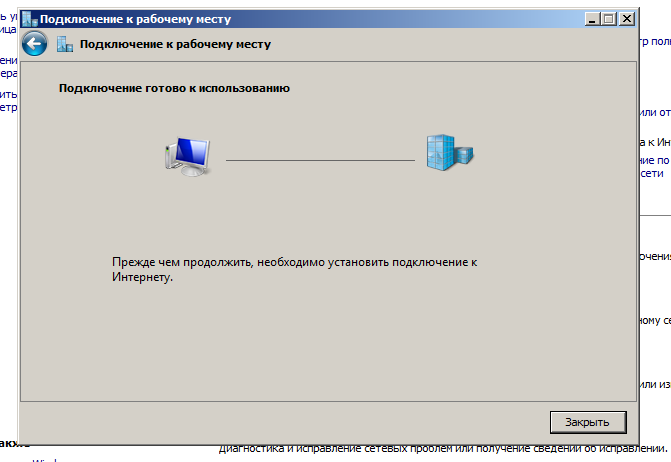 Подключение к рабочему месту
Подключение к рабочему месту
Подключение готово к использованию
Прежде чем продолжить, необходимо установить подключение к
Интернету.
Закрыть
Диагностика и исправление сетевых проблем или получение сведений об исправлении.